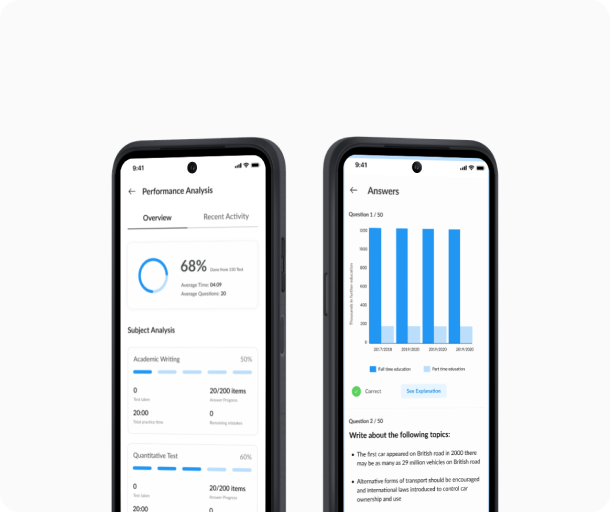 9:41
Performance Analysis
Overview
Recent Activity
68%
Done from 100 Test
Average Time: 04:09
Average Questions: 20
Subject Analysis
Academic Writing
50%
0
20/200 items
Test taken
Answer Progress
20:00
0
Total practice time
Remaining mistakes
Quantitative Test
60%
0
20/200 items
Test taken
Answer Progress
20:00
0
9:41
Answers
Question 1 / 50
Thousands in further education
1200
1000
800
600
400
200
0
2017/2018
2019/2020
2019/2020
2019/2020
Full time education
Part time education
Correct
See Explanation
Question 2 / 50
Write about the following topics:
• The first car appeared on British road in 2000 there
may be as many as 29 million vehicles on British road
• Alternative forms of transport should be encouraged
and international laws introduced to control car
ownership and use